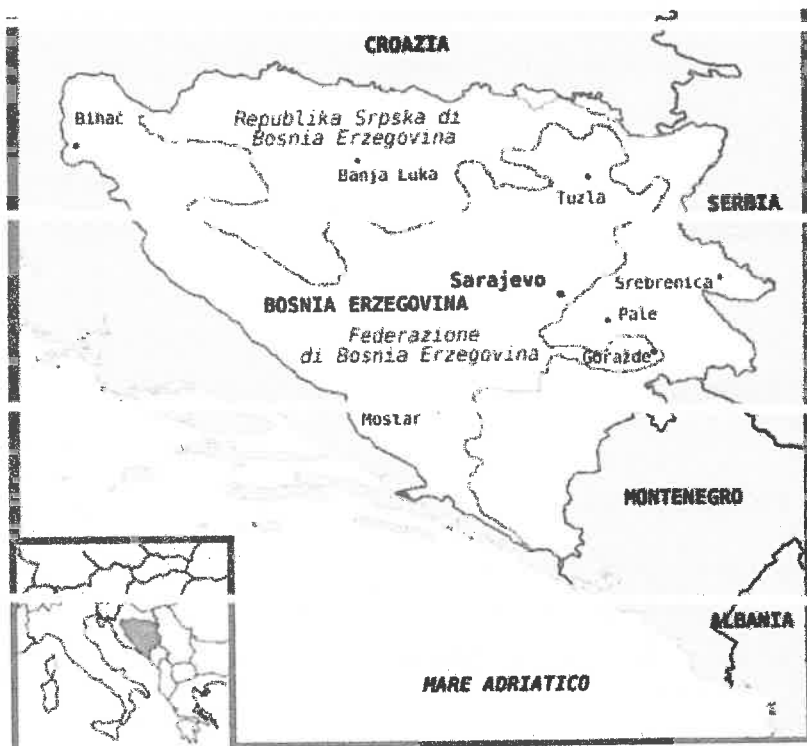 CROAZIA
Bihać
Republika Srpska di
Bosnia Erzegovina
Banja Luka
Tuzla
SERBIA
Sarajevo
Srebrenica
BOSNIA ERZEGOVINA
Pale
Federazione
di Bosnia Erzegovina
Goražde
Mostar
MONTENEGRO
ALBANIA
MARE ADRIATICO